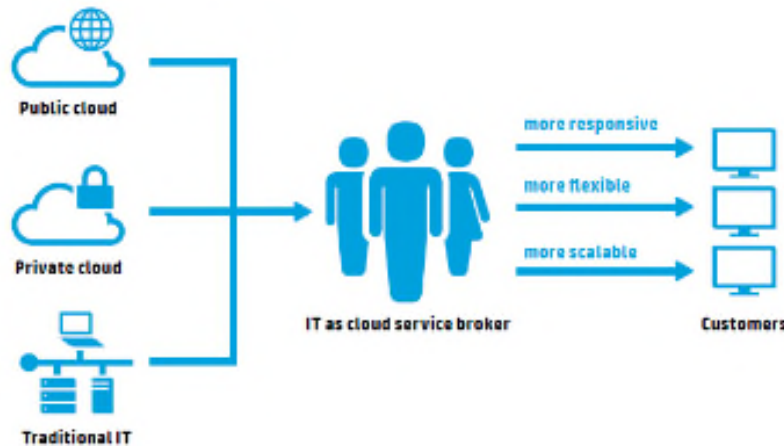 Public cloud
more responsive
more flexible
Private cloud
more scalable
IT as cloud service broker
Customers
Traditional IT